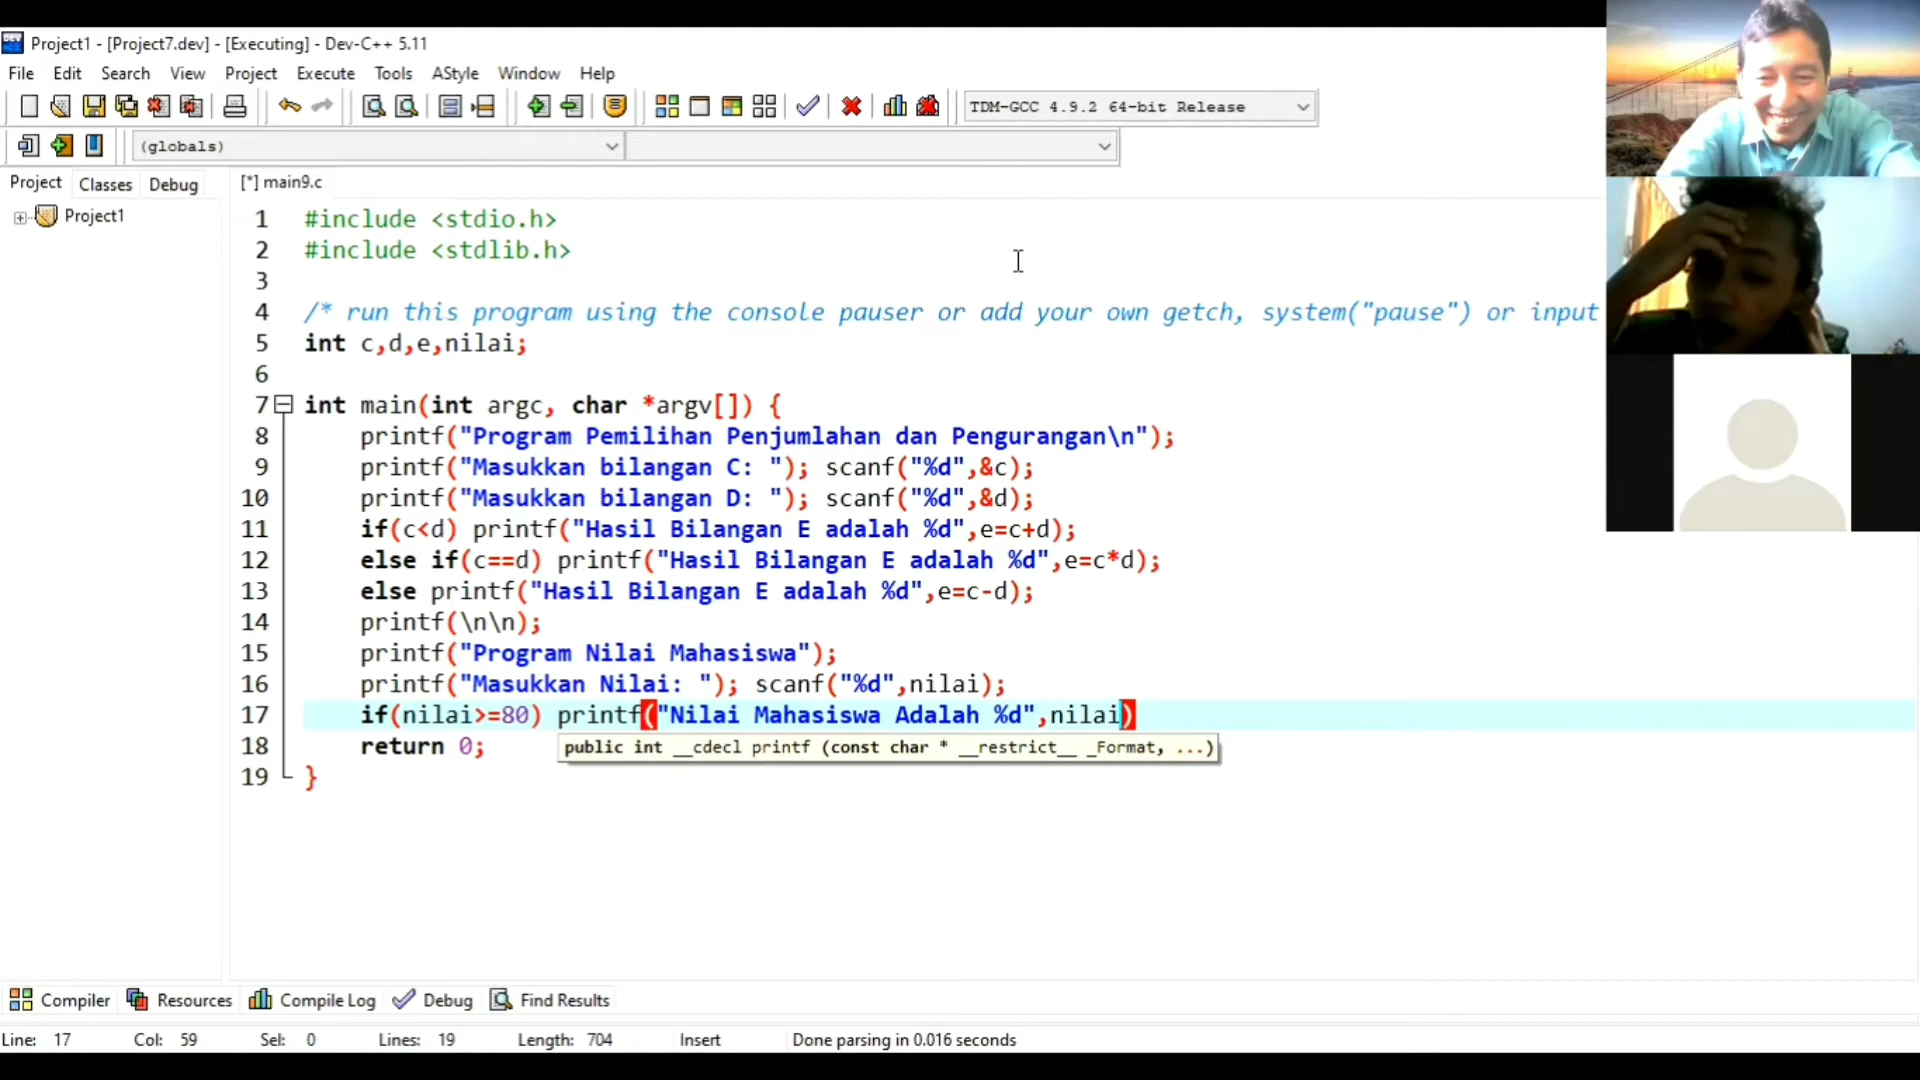 Project1 - [Project7.dev] - [Executing] - Dev-C++ 5.11
File Edit Search View Project Execute Tools AStyle Window Help
TDM-GCC 4.9.2 64-bit Release
(globals)
Project Classes Debug
[*] main9.c
Project1
1 #include <stdio.h>
2 #include <stdlib.h>
3
4 /* run this program using the console pauser or add your own getch, system("pause") or input
5 int c,d,e,nilai;
6
7 int main(int argc, char *argv[]) {
8 printf("Program Pemilihan Penjumlahan dan Pengurangan\n");
9 printf("Masukkan bilangan C: "); scanf("%d",&c);
10 printf("Masukkan bilangan D: "); scanf("%d",&d);
11 if(c<d) printf("Hasil Bilangan E adalah %d",e=c+d);
12 else if(c==d) printf("Hasil Bilangan E adalah %d",e=c*d);
13 else printf("Hasil Bilangan E adalah %d",e=c-d);
14 printf(\n\n);
15 printf("Program Nilai Mahasiswa");
16 printf("Masukkan Nilai: "); scanf("%d",nilai);
17 if(nilai>=80) printf("Nilai Mahasiswa Adalah %d",nilai)
18 return 0;
public int __cdecl printf (const char * __restrict__ _Format, ...)
19 }
Compiler Resources Compile Log Debug Find Results
Line: 17 Col: 59 Sel: 0 Lines: 19 Length: 704 Insert Done parsing in 0.016 seconds